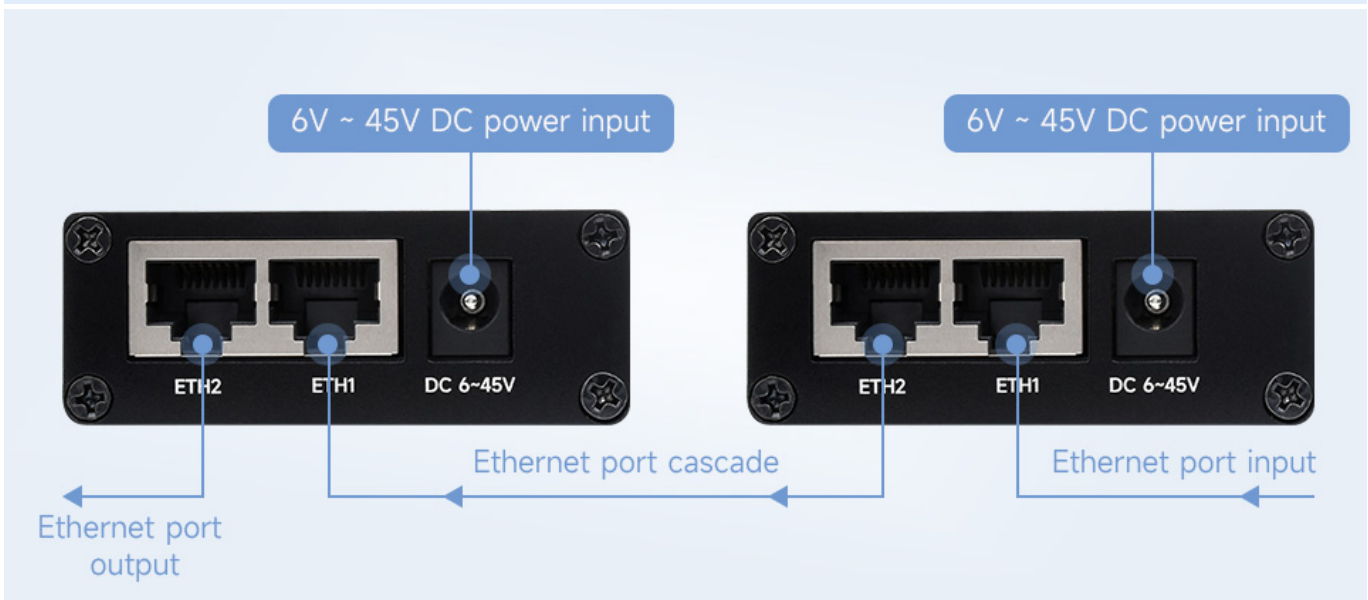 6V ~ 45V DC power input
6V ~ 45V DC power input
ETH2
ETH1
DC 6~45V
ETH2
ETH1
DC 6~45V
Ethernet port cascade
Ethernet port input
Ethernet port
output